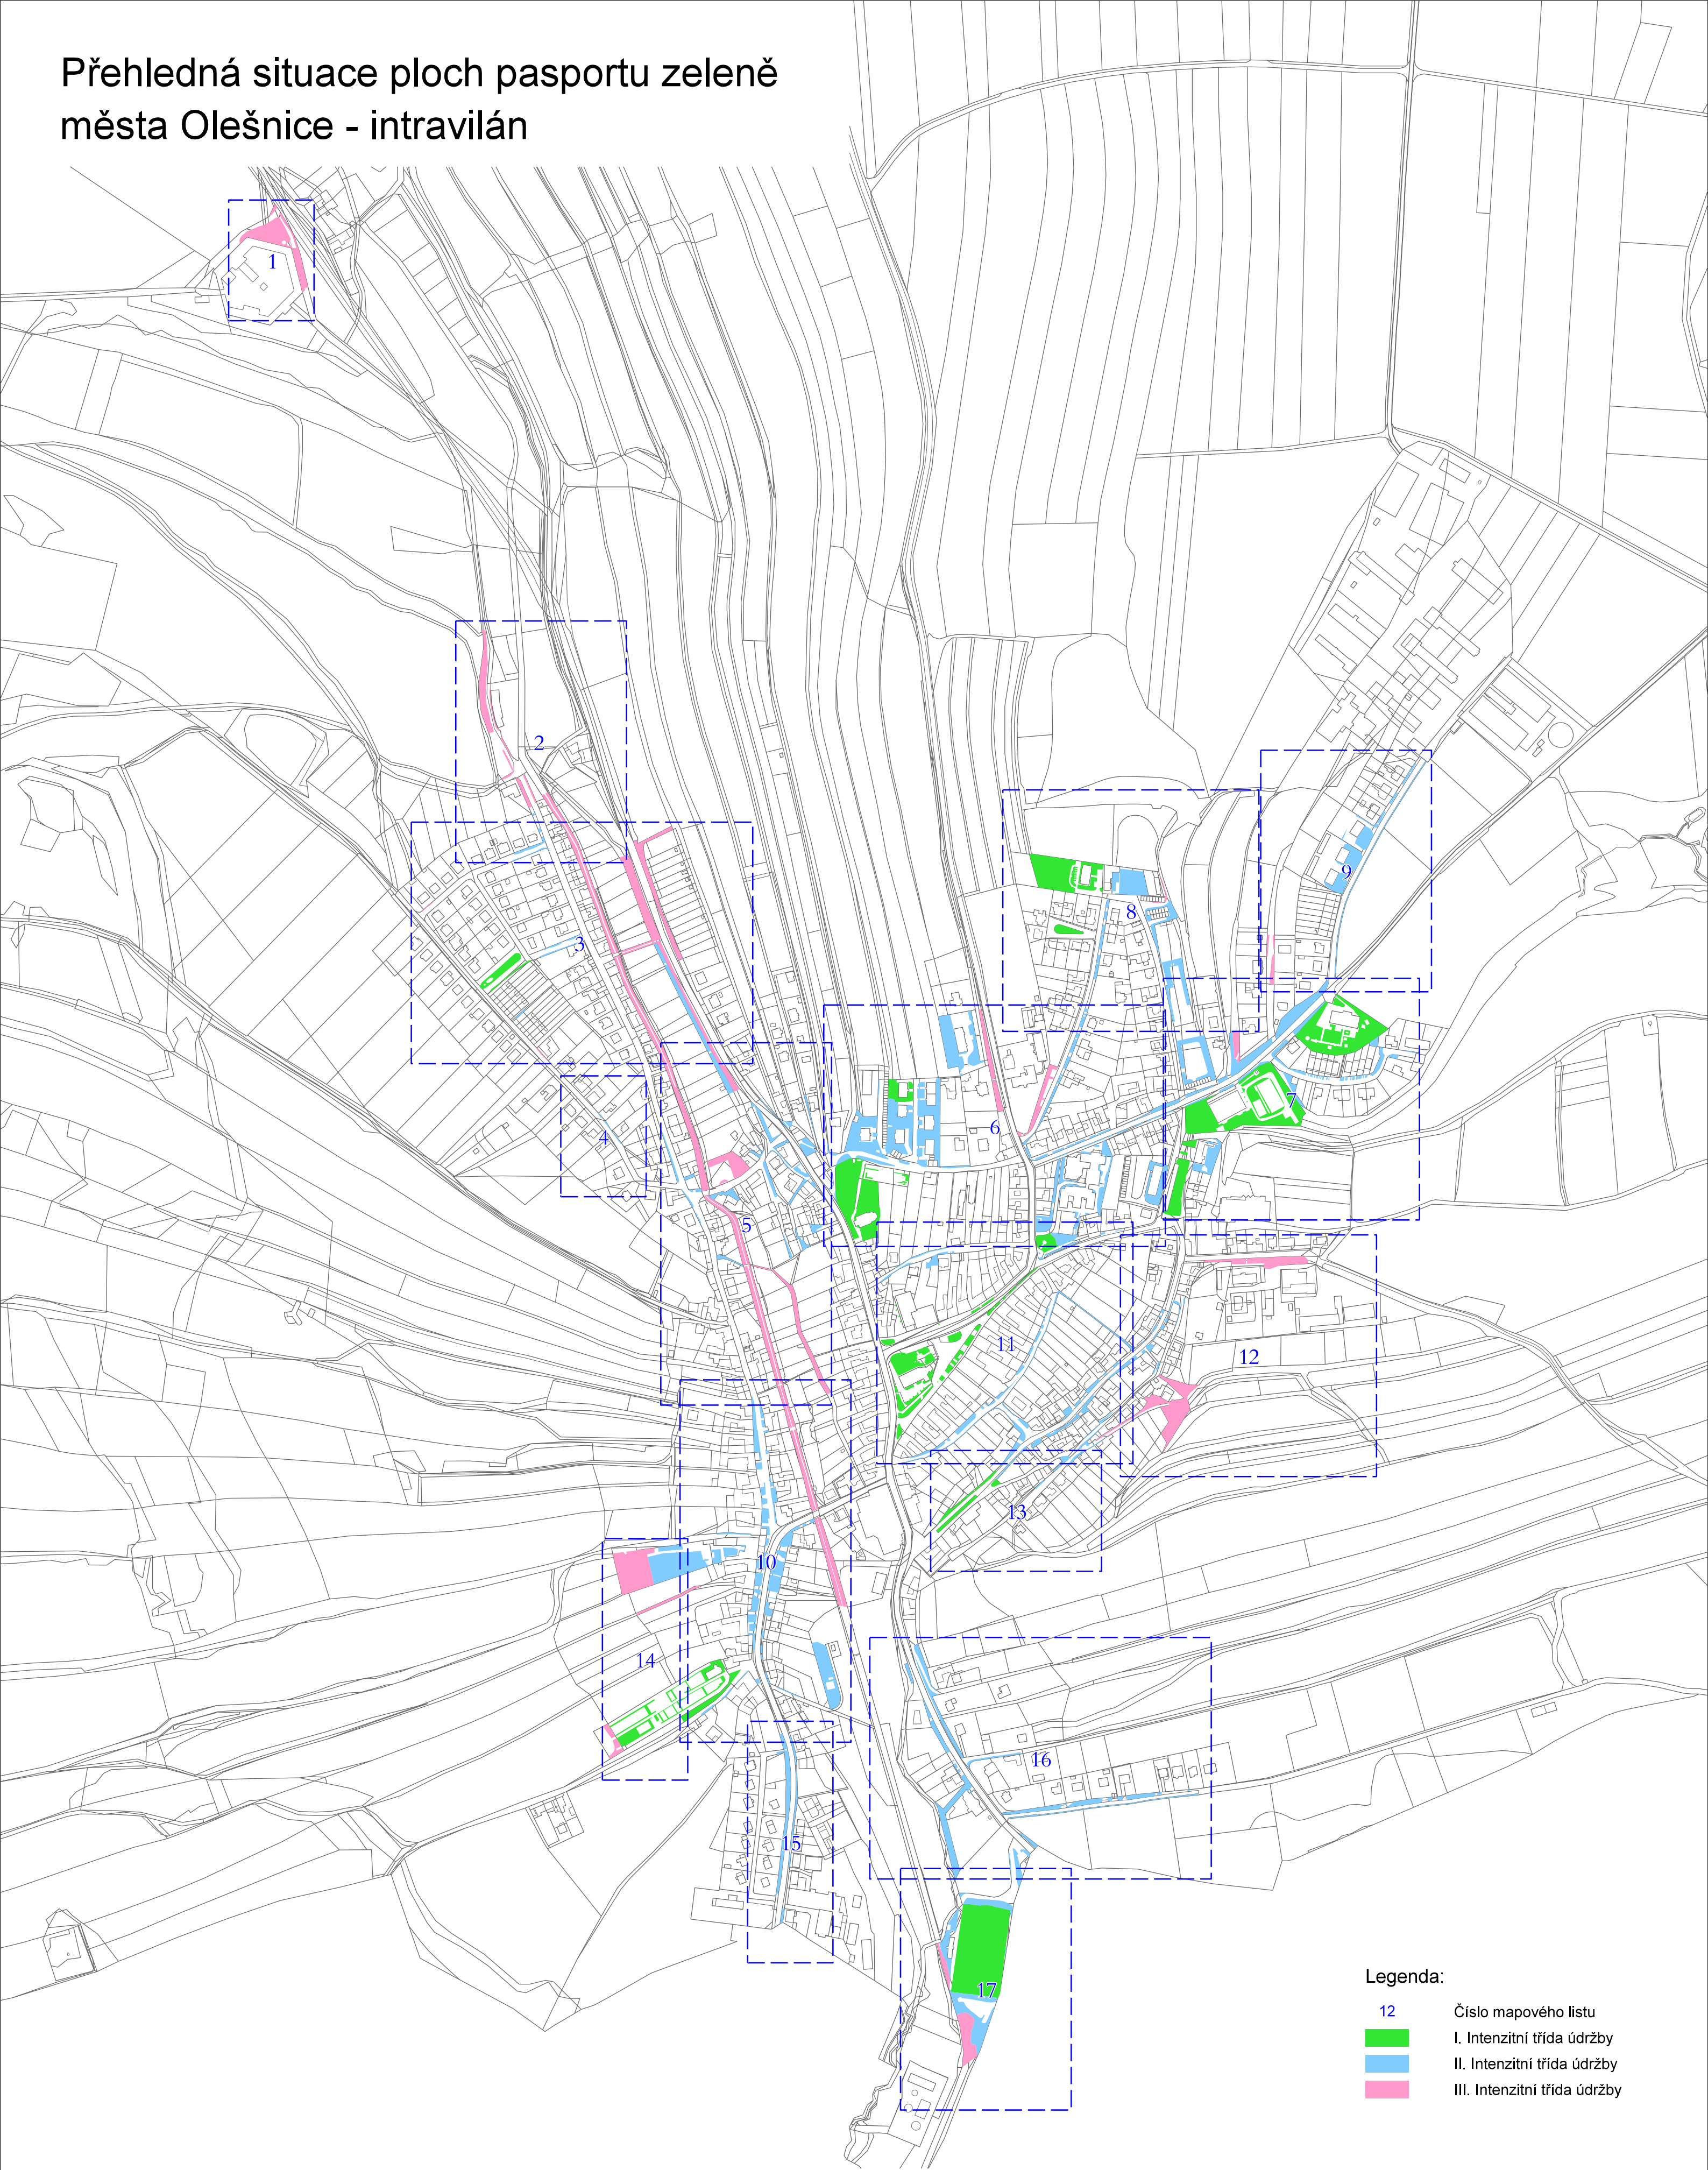 Přehledná situace ploch pasportu zeleně
města Olešnice - intravilán
1
2
3
4
5
6
7
8
9
10
11
12
13
14
15
16
17
Legenda:
12 Číslo mapového listu
I. Intenzitní třída údržby
II. Intenzitní třída údržby
III. Intenzitní třída údržby